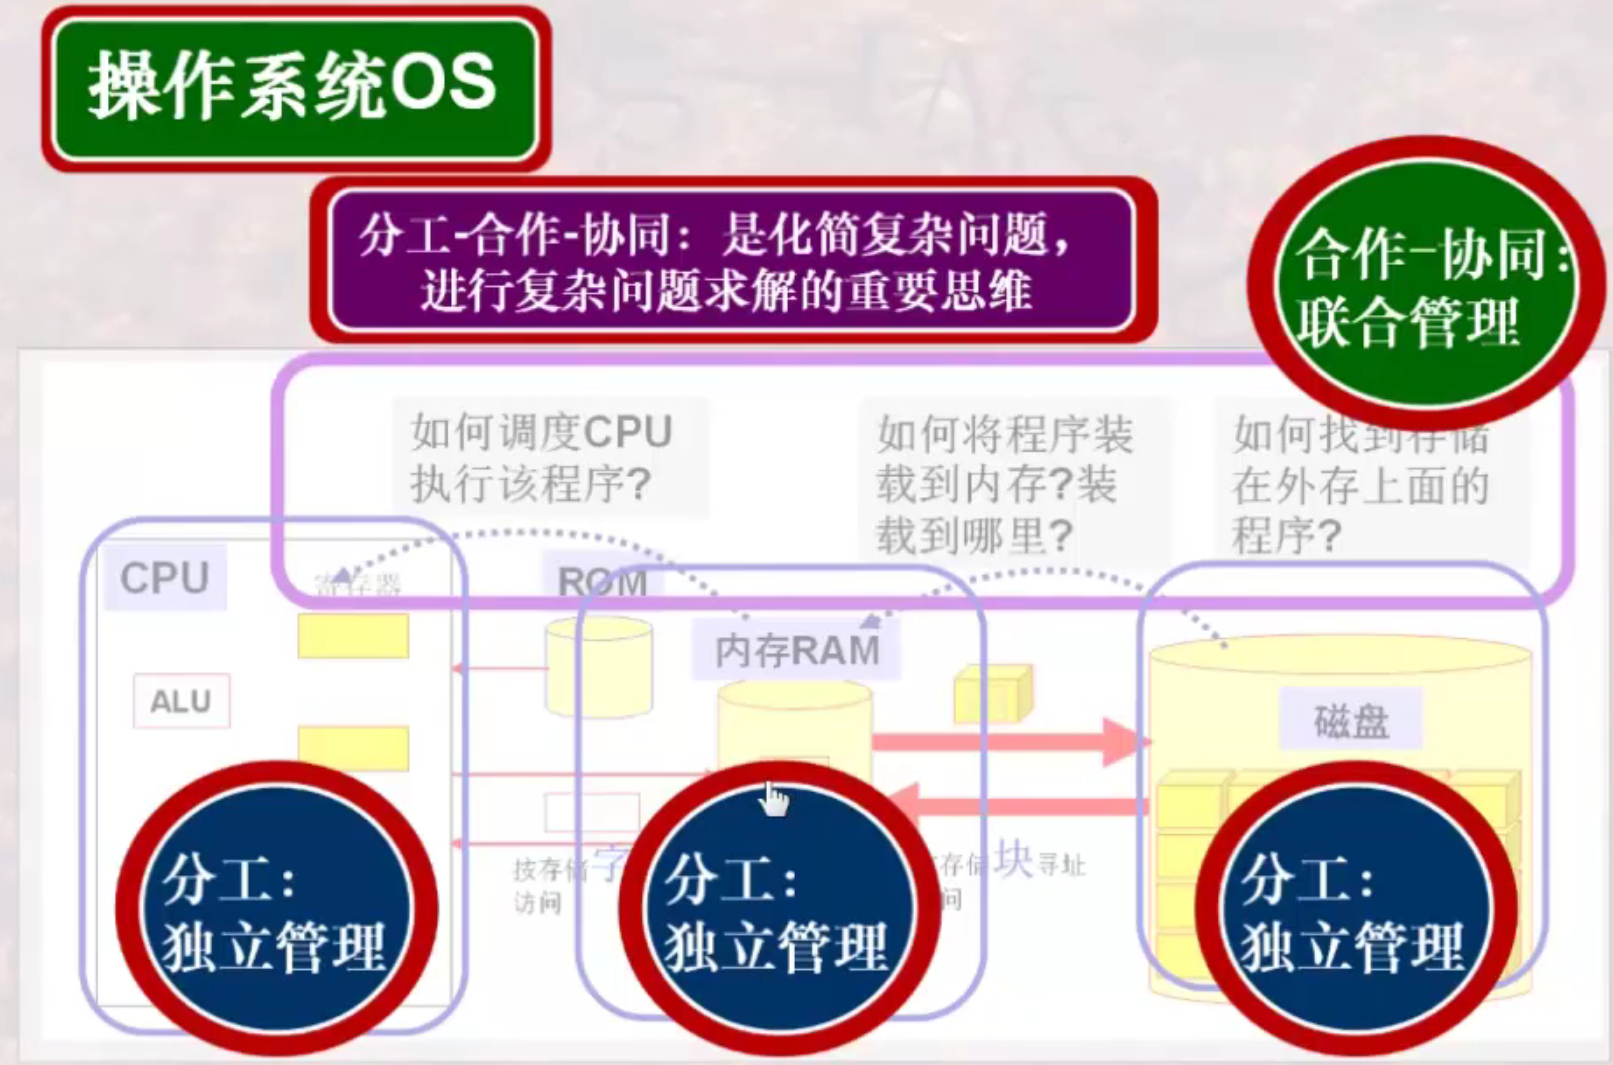 操作系统OS
分工-合作-协同：是化简复杂问题，
进行复杂问题求解的重要思维
合作-协同：
联合管理
如何调度CPU
执行该程序?
如何将程序装
载到内存?装
载到哪里?
如何找到存储
在外存上面的
程序?
CPU
寄存器
ROM
内存RAM
ALU
磁盘
按存储字
访问
存储块寻址
问
分工：
独立管理
分工：
独立管理
分工：
独立管理